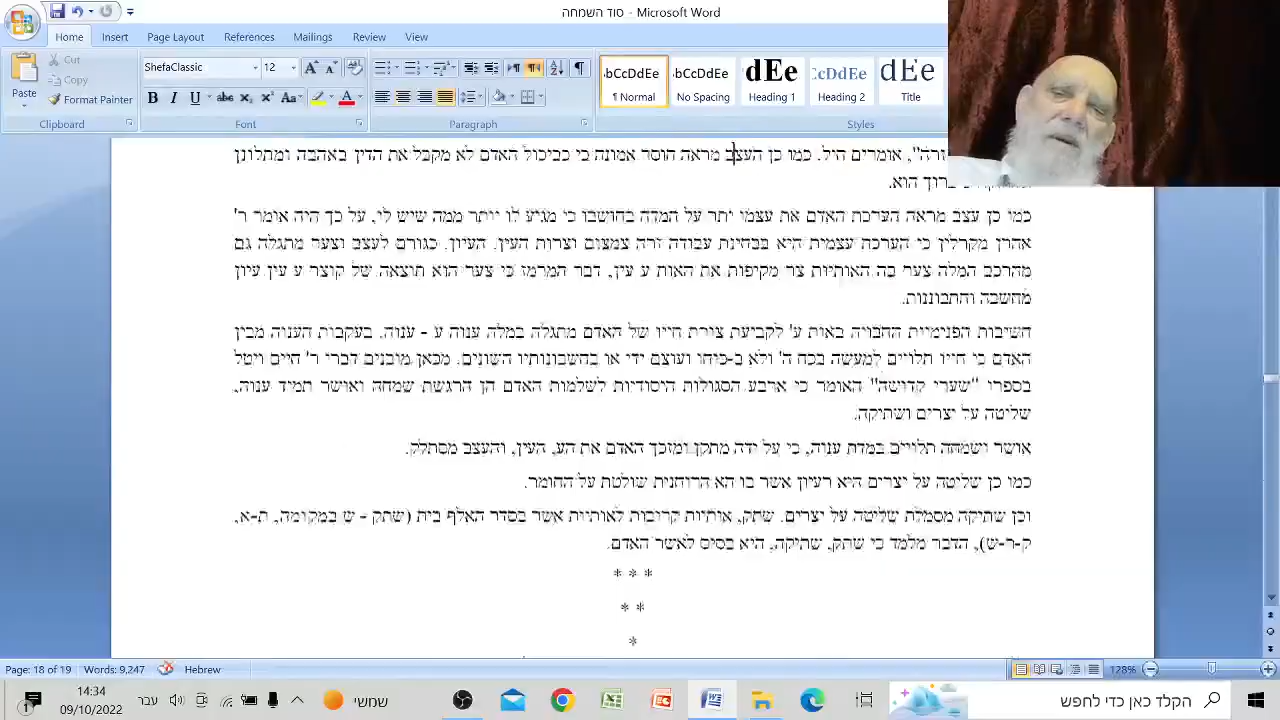 סוד השמחה - Microsoft Word
Home Insert Page Layout References Mailings Review View
Paste
Cut
Copy
Format Painter
Clipboard
ShefaClassic 12
Font
Paragraph
¶ Normal
No Spacing
Heading 1
Heading 2
Title
Styles
אומרים חזל. כמו כן העצב מראה חוסר אמונה כי כביכול האדם לא מקבל את הדין באהבה ומתלונן
ברוך הוא.
כמו כן עצב מראה הערכת האדם את עצמו יתר על המדה בחושבו כי מגיע לו יותר ממה שיש לו, על כך היה אומר ר'
אהרן מקרלין כי הערכה עצמית היא בבחינת עבודה זרה צמצום וצרות העין. העיון. כגורם לעצב וצער מתגלה גם
מהרכב המלה צער בה האותיות צר מקיפות את האות ע עין, דבר המרמז כי צער הוא תוצאה של קוצר ע עין עיון
מחשבה והתבוננות.
חשיבות הפנימיות החבויה באות ע' לקביעת צורת חייו של האדם מתגלה במלה ענוה ע - ענוה. בעקבות הענוה מבין
האדם כי חייו תלויים למעשה בכח ה' ולא ב-כוחו ועוצם ידו או בחשבונותיו השונים. מכאן מובנים דברי ר' חיים ויטל
בספרו "שערי קדושה" האומר כי ארבע הסגולות היסודיות לשלמות האדם הן הרגשת שמחה ואושר תמיד ענוה,
שליטה על יצרים ושתיקה.
אושר ושמחה תלויים במדת ענוה, כי על ידה מתקן ומזכך האדם את הע, העין, והעצב מסתלק.
כמו כן שליטה על יצרים היא רעיון אשר בו הא הרוחנית שולטת על החומר.
וכן שתיקה מסמלת שליטה על יצרים. שתק, אותיות קרובות לאותיות אשר בסדר האלף בית (שתק - ש במקומה, ת-א,
ק-ר-ש), הדבר מלמד כי שתק, שתיקה, היא בסיס לאשר האדם.
* * *
* *
*
Page: 18 of 19 Words: 9,247 Hebrew 128%
14:34
09/10/2022
עבר
שנושי
הקלד כאן כדי לחפש